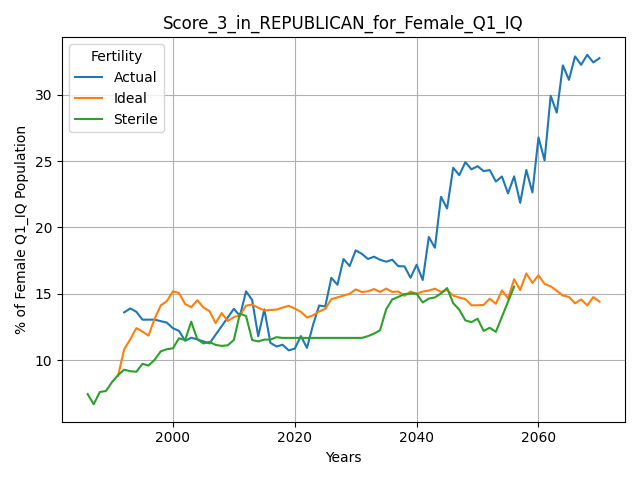 Score_3_in_REPUBLICAN_for_Female_Q1_IQ
Fertility
Actual
Ideal
Sterile
% of Female Q1_IQ Population
30
25
20
15
10
2000 2020 2040 2060
Years